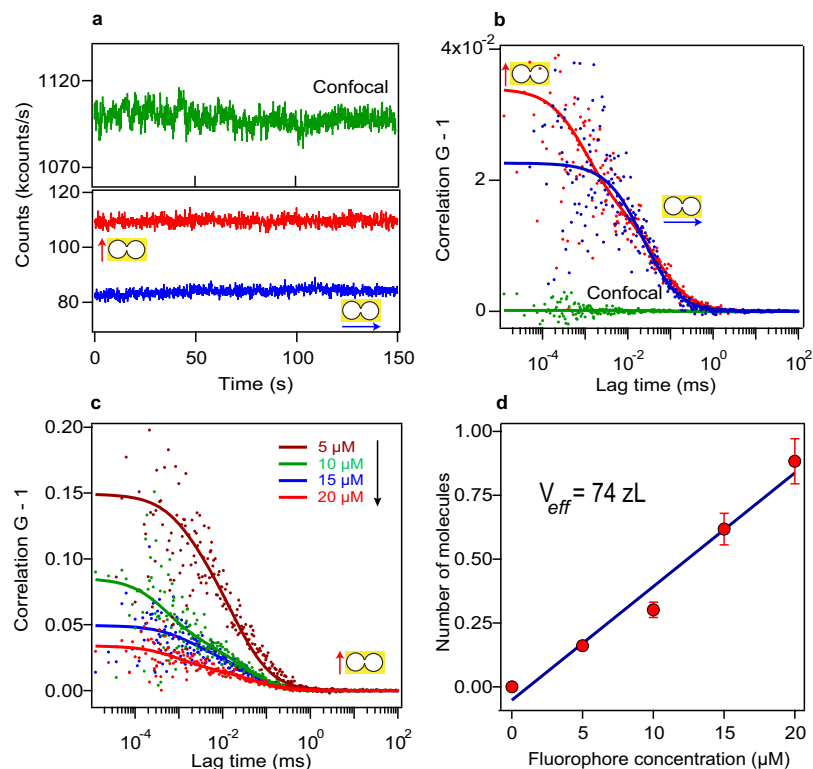 a
Counts (kcounts/s)
1120
1070
Confocal
120
100
80
0
50
100
150
Time (s)
b
Correlation G - 1
4x10⁻²
2
0
Confocal
10⁻⁴
10⁻²
10⁰
10²
Lag time (ms)
c
Correlation G - 1
0.20
0.15
0.10
0.05
0.00
5 µM
10 µM
15 µM
20 µM
10⁻⁴
10⁻²
10⁰
10²
Lag time (ms)
d
Number of molecules
1.00
0.75
0.50
0.25
0.00
V_eff = 74 zL
0
5
10
15
20
Fluorophore concentration (µM)